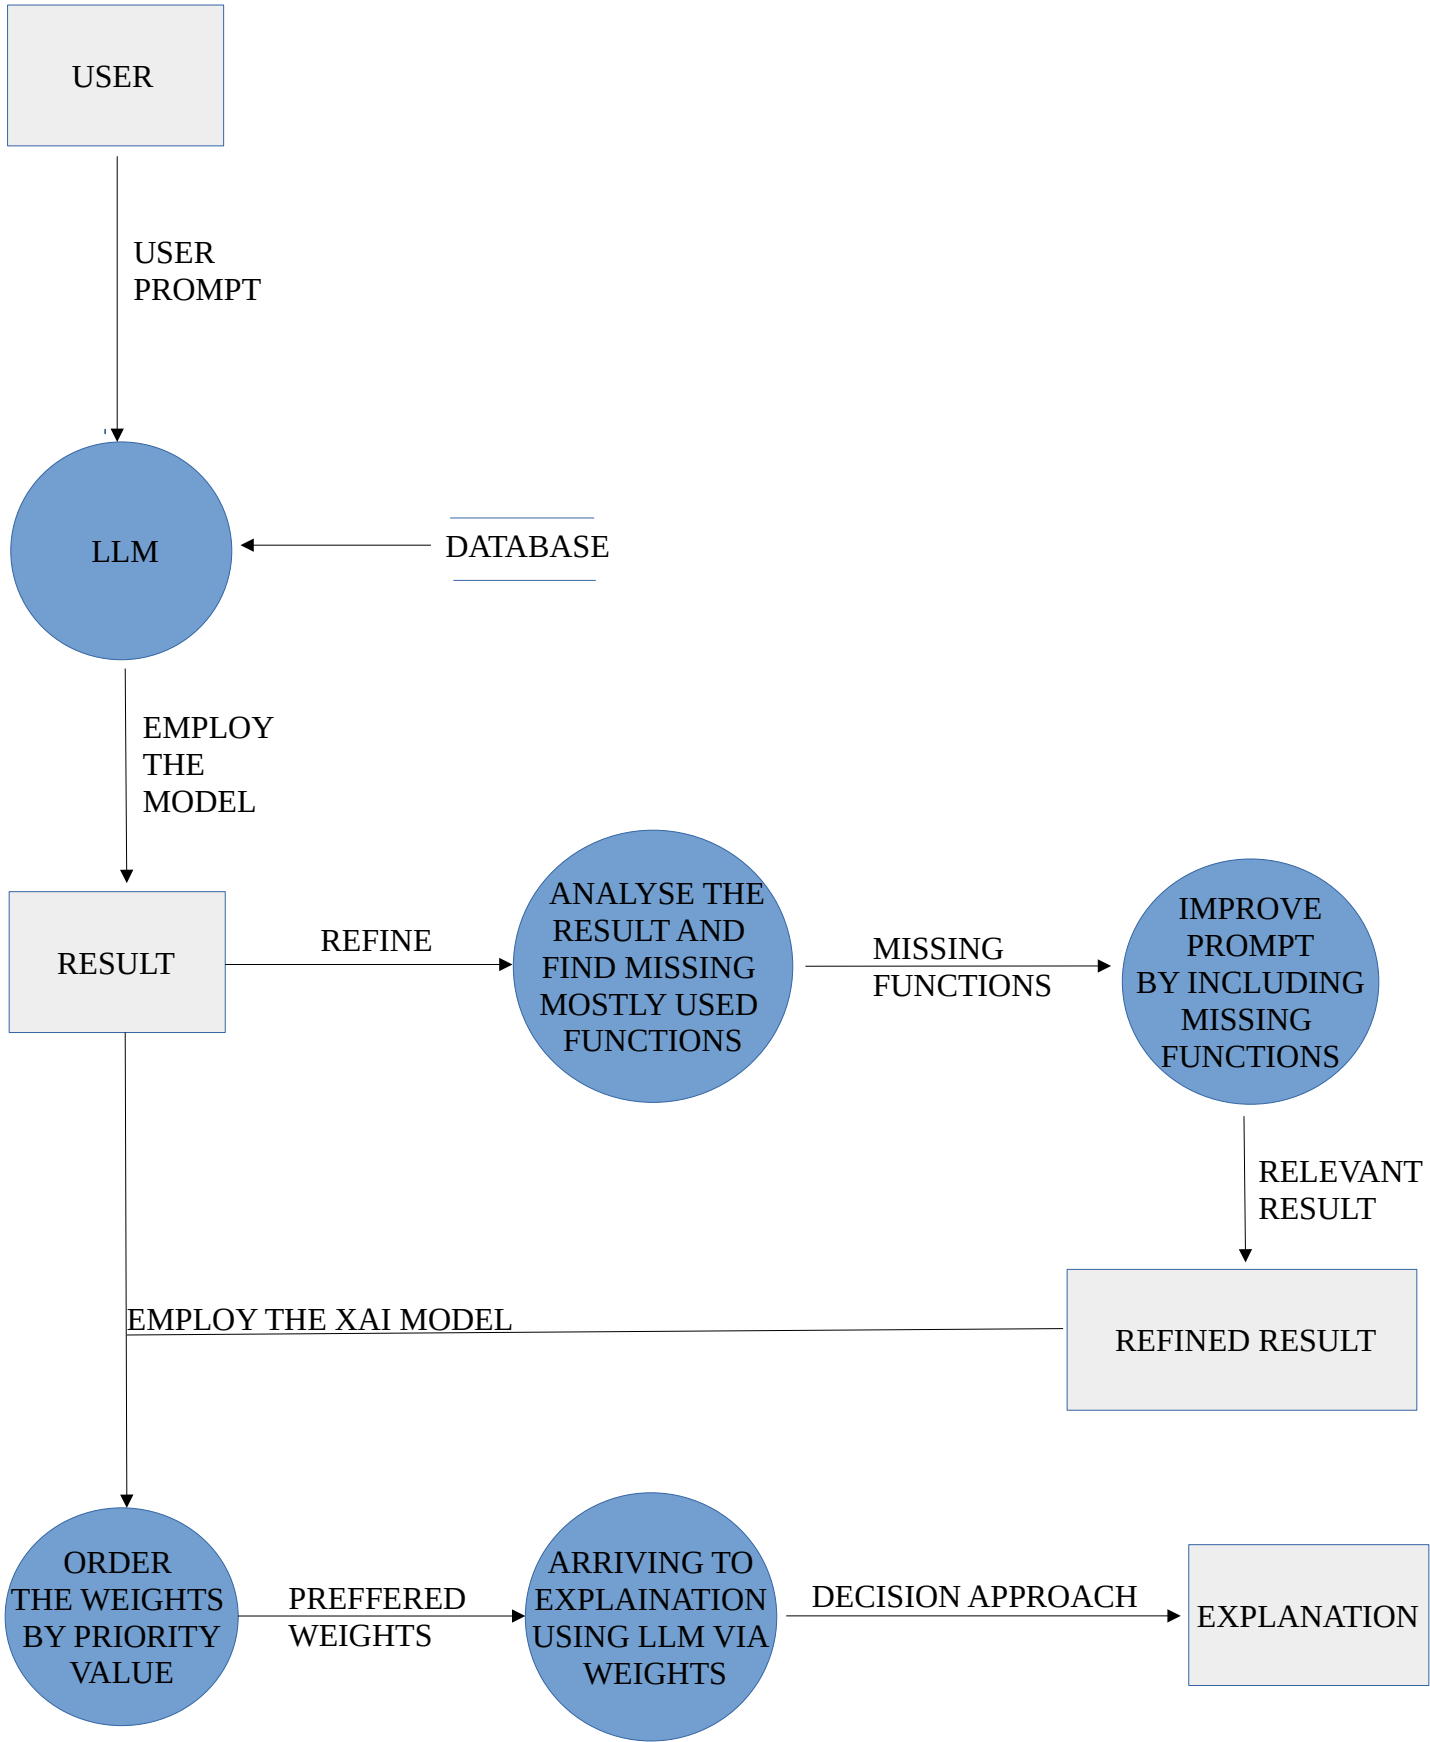 USER
USER
PROMPT
LLM
DATABASE
EMPLOY
THE
MODEL
RESULT
REFINE
ANALYSE THE
RESULT AND
FIND MISSING
MOSTLY USED
FUNCTIONS
MISSING
FUNCTIONS
IMPROVE
PROMPT
BY INCLUDING
MISSING
FUNCTIONS
RELEVANT
RESULT
EMPLOY THE XAI MODEL
REFINED RESULT
ORDER
THE WEIGHTS
BY PRIORITY
VALUE
PREFFERED
WEIGHTS
ARRIVING TO
EXPLAINATION
USING LLM VIA
WEIGHTS
DECISION APPROACH
EXPLANATION